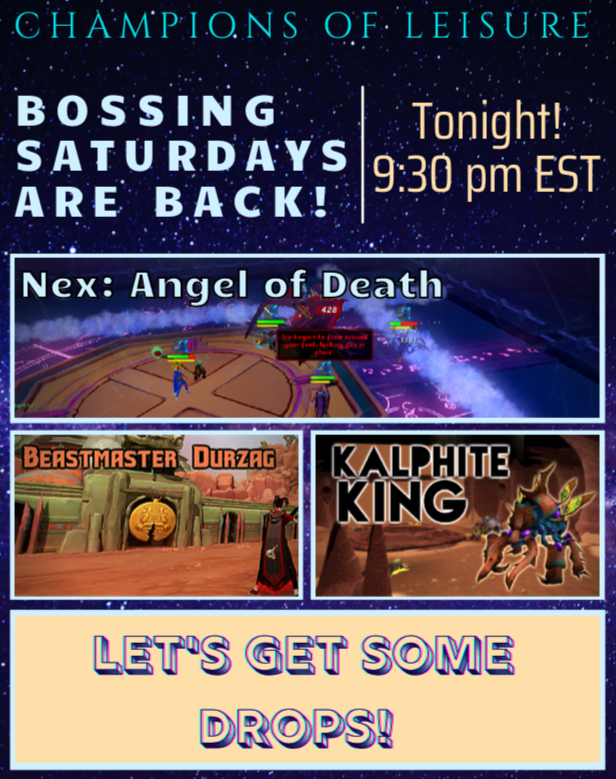 CHAMPIONS OF LEISURE
BOSSING
SATURDAYS
ARE BACK!
Tonight!
9:30 pm EST
Nex: Angel of Death
428
BEASTMASTER DURZAG
KALPHITE
KING
LET'S GET SOME
DROPS!